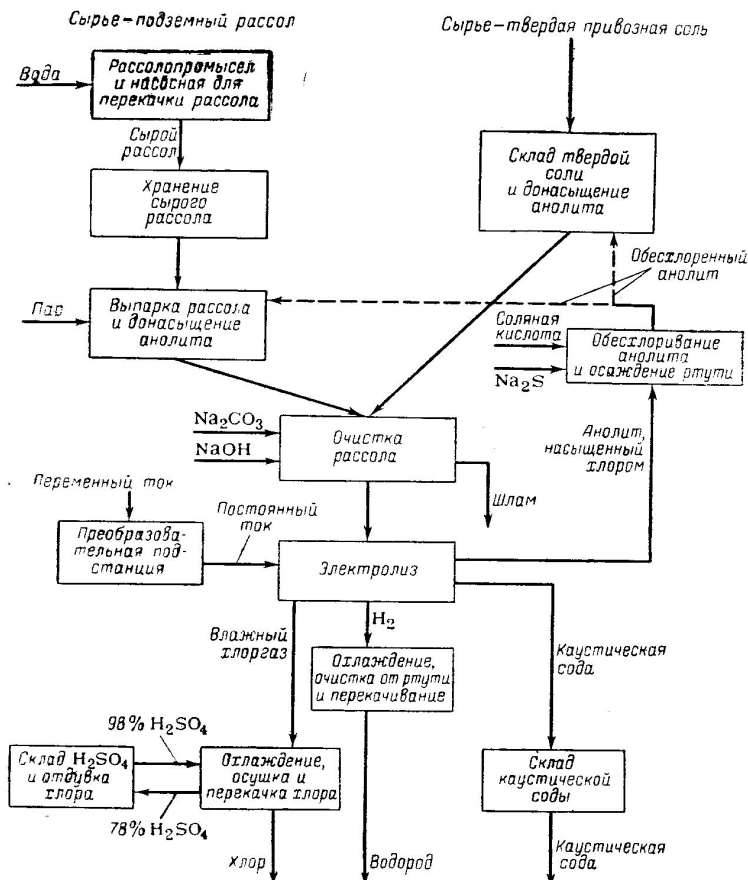 Сырье–подземный рассол
Сырье–твердая привозная соль
Рассолопромысел
и насосная для
перекачки рассола
Вода
Сырой
рассол
Склад твердой
соли
и донасыщение
анолита
Хранение
сырого
рассола
Обесхлоренный
анолит
Пар
Выпарка рассола
и донасыщение
анолита
Соляная
кислота
Na₂S
Обесхлоривание
анолита
и осаждение ртути
Na₂CO₃
NaOH
Очистка
рассола
Анолит,
насыщенный
хлором
Шлам
Переменный ток
Постоянный
ток
Преобразова-
тельная под-
станция
Электролиз
Влажный
хлоргаз
H₂
Охлаждение,
очистка от ртути
и перекачивание
Каустическая
сода
98% H₂SO₄
Склад H₂SO₄
и отдувка
хлора
78% H₂SO₄
Охлаждение,
осушка и
перекачка хлора
Склад
каустической
соды
Хлор
Водород
Каустическая
сода